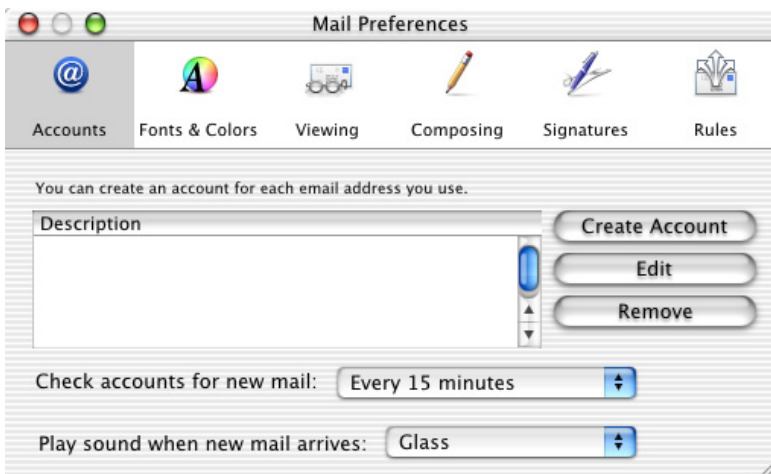 Mail Preferences
@
A
Accounts
Fonts & Colors
Viewing
Composing
Signatures
Rules
You can create an account for each email address you use.
Description
Create Account
Edit
Remove
Check accounts for new mail: Every 15 minutes
Play sound when new mail arrives: Glass